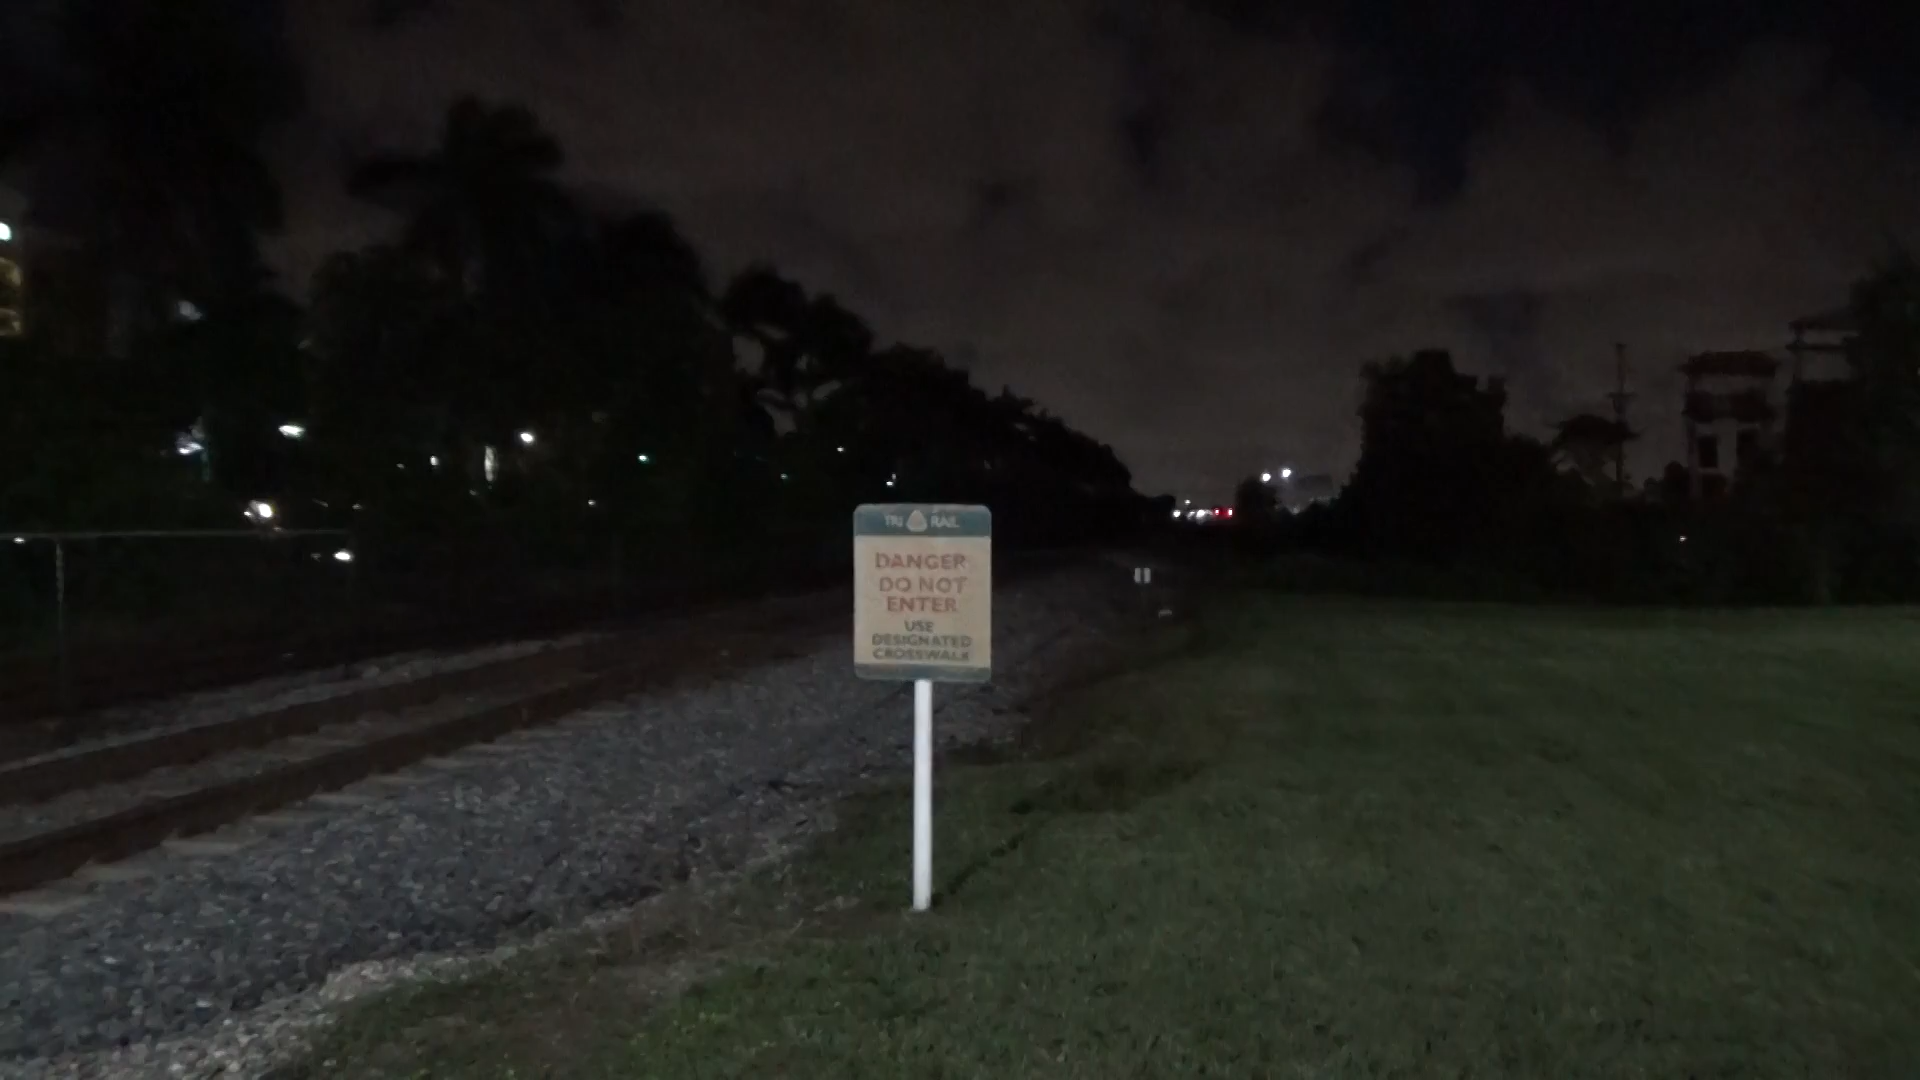 TRI RAIL
DANGER
DO NOT
ENTER
USE
DESIGNATED
CROSSWALK